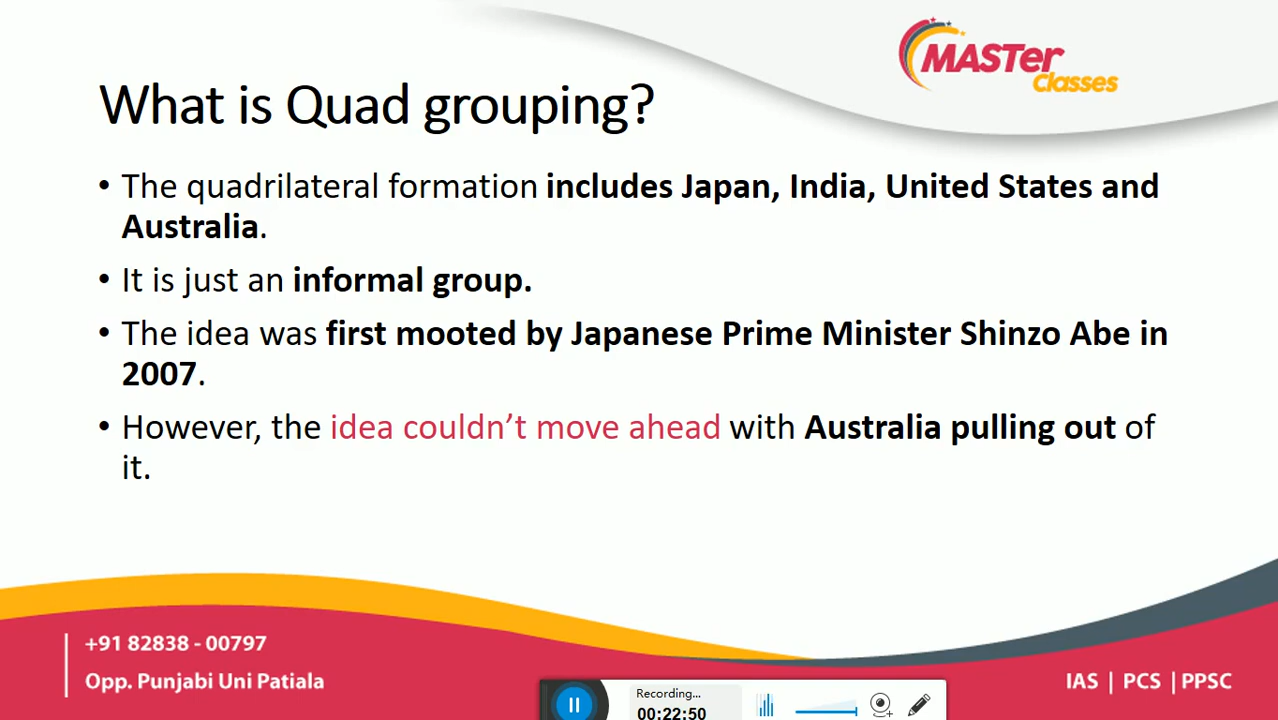 MASTer
Classes
What is Quad grouping?
• The quadrilateral formation includes Japan, India, United States and
Australia.
• It is just an informal group.
• The idea was first mooted by Japanese Prime Minister Shinzo Abe in
2007.
• However, the idea couldn’t move ahead with Australia pulling out of
it.
+91 82838 - 00797
Opp. Punjabi Uni Patiala
IAS | PCS | PPSC
Recording...
00:22:50